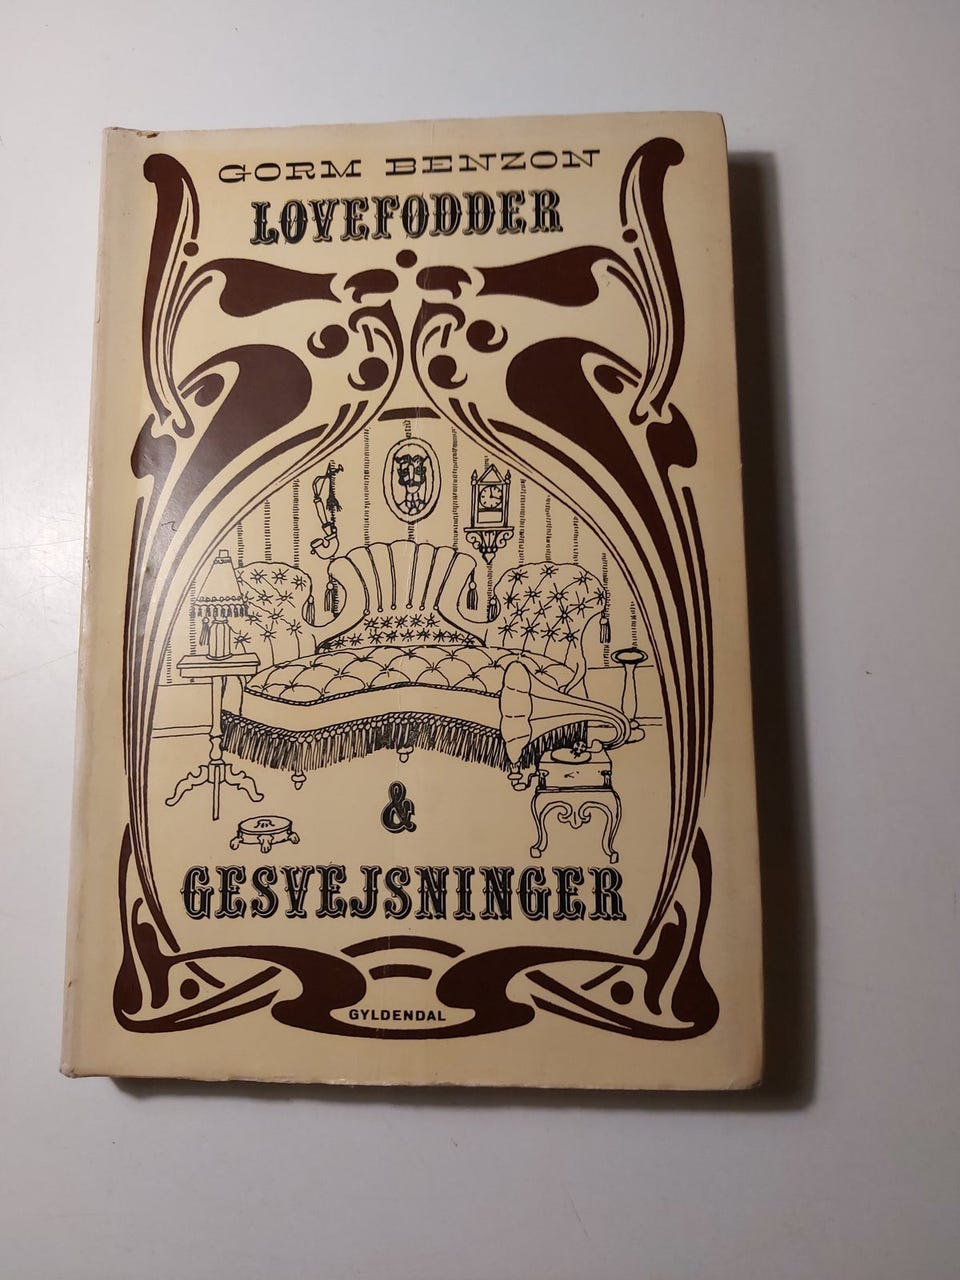 GORM BENZON
LØVEFØDDER
&
GESVEJSNINGER
GYLDENDAL